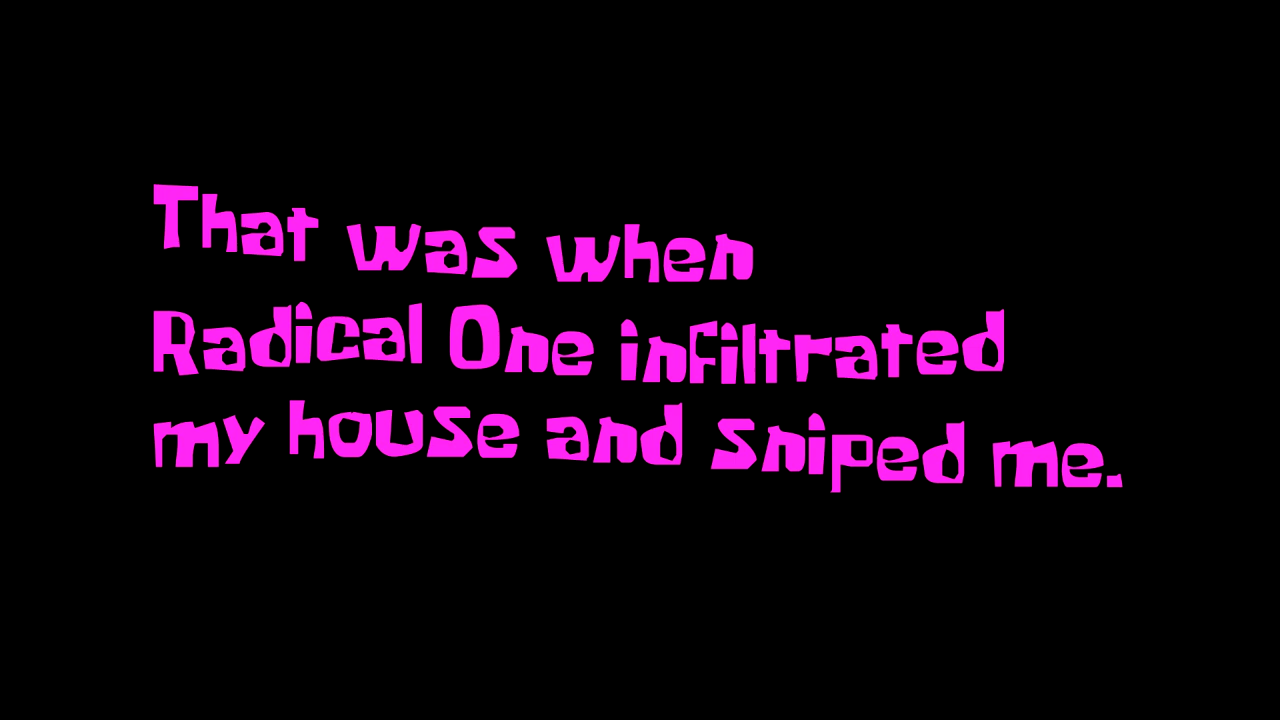 That was when
Radical One infiltrated
my house and sniped me.